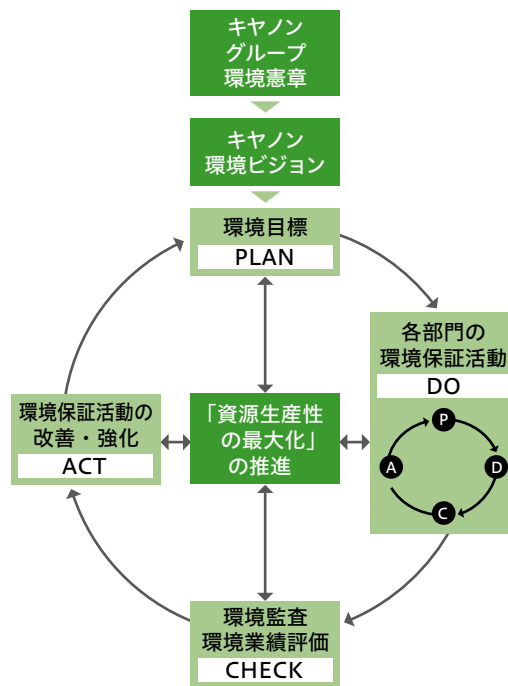 キヤノン
グループ
環境憲章
キヤノン
環境ビジョン
環境目標
PLAN
各部門の
環境保証活動
DO
P
D
C
A
「資源生産性
の最大化」
の推進
環境保証活動の
改善・強化
ACT
環境監査
環境業績評価
CHECK